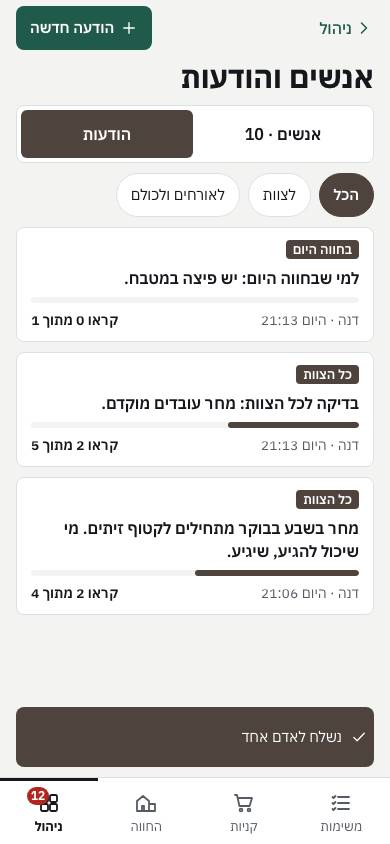 ניהול
הודעה חדשה
אנשים והודעות
אנשים · 10
הודעות
הכל
לצוות
לאורחים ולכולם
בחווה היום
למי שבחווה היום: יש פיצה במטבח.
דנה · היום 21:13
קראו 0 מתוך 1
כל הצוות
בדיקה לכל הצוות: מחר עובדים מוקדם.
דנה · היום 21:13
קראו 2 מתוך 5
כל הצוות
מחר בשבע בבוקר מתחילים לקטוף זיתים. מי
שיכול להגיע, שיגיע.
דנה · היום 21:06
קראו 2 מתוך 4
נשלח לאדם אחד
משימות
קניות
החווה
12
ניהול